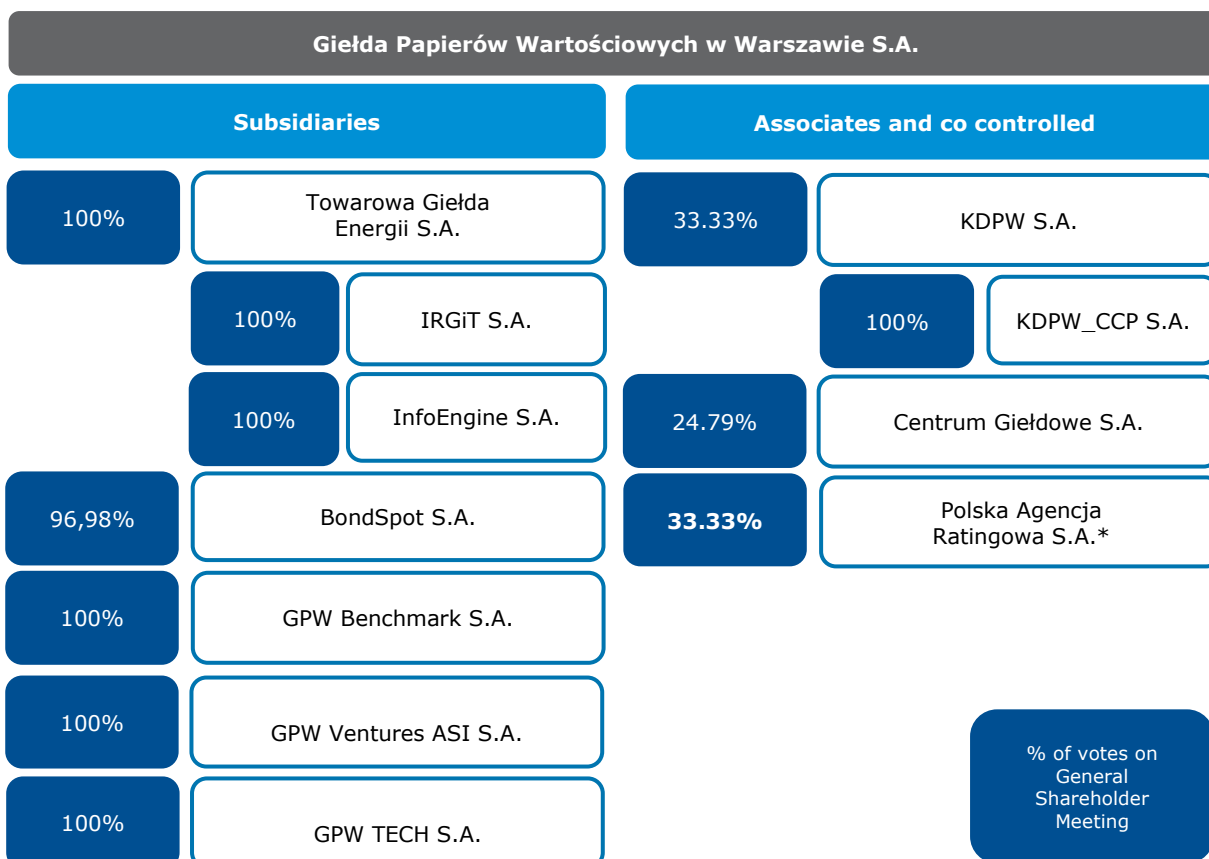 Giełda Papierów Wartościowych w Warszawie S.A.
Subsidiaries
100%
Towarowa Giełda
Energii S.A.
100%
IRGiT S.A.
100%
InfoEngine S.A.
96,98%
BondSpot S.A.
100%
GPW Benchmark S.A.
100%
GPW Ventures ASI S.A.
100%
GPW TECH S.A.
Associates and co controlled
33.33%
KDPW S.A.
100%
KDPW_CCP S.A.
24.79%
Centrum Giełdowe S.A.
33.33%
Polska Agencja
Ratingowa S.A.*
% of votes on
General
Shareholder
Meeting